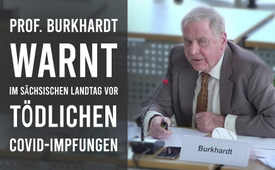 PROF. BURKHARDT
WARNT
IM SÄCHSISCHEN LANDTAG VOR
TÖDLICHEN
COVID-IMPFUNGEN
Burkhardt